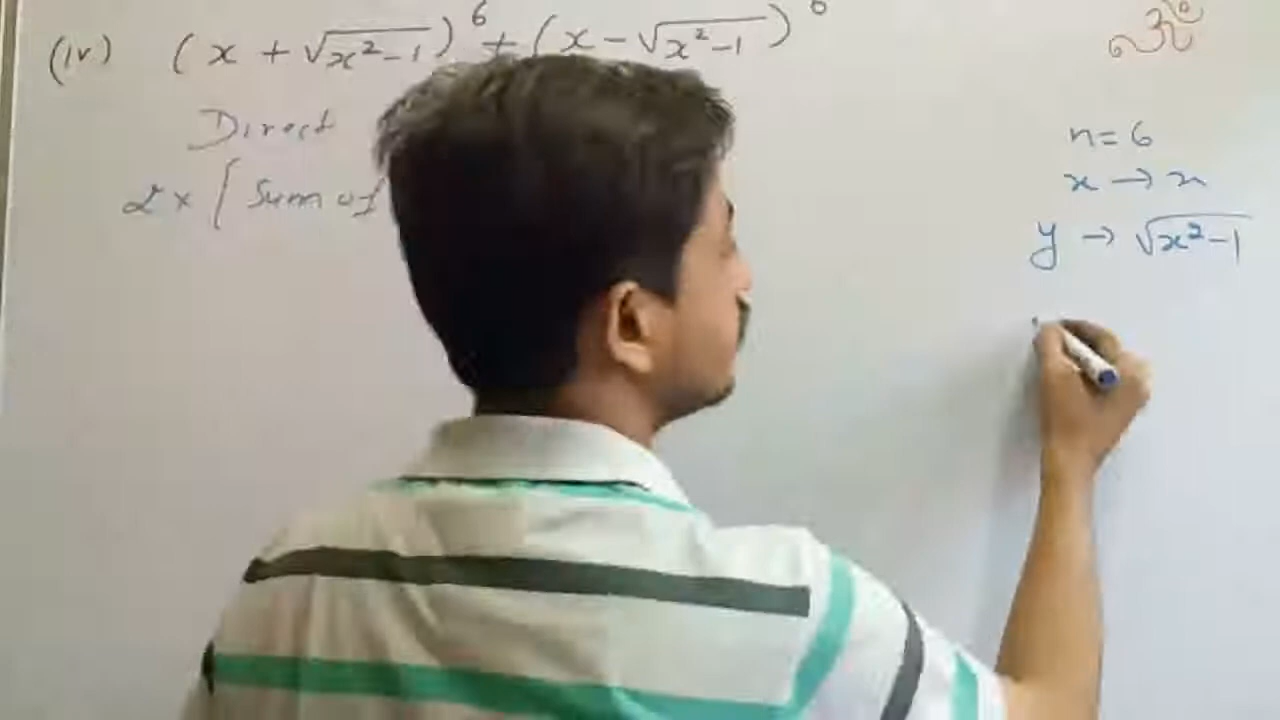 ॐ
(iv) (x + √x²-1)⁶ + (x - √x²-1)⁶
Direct
2 x [ Sum of
n = 6
x → x
y → √x²-1